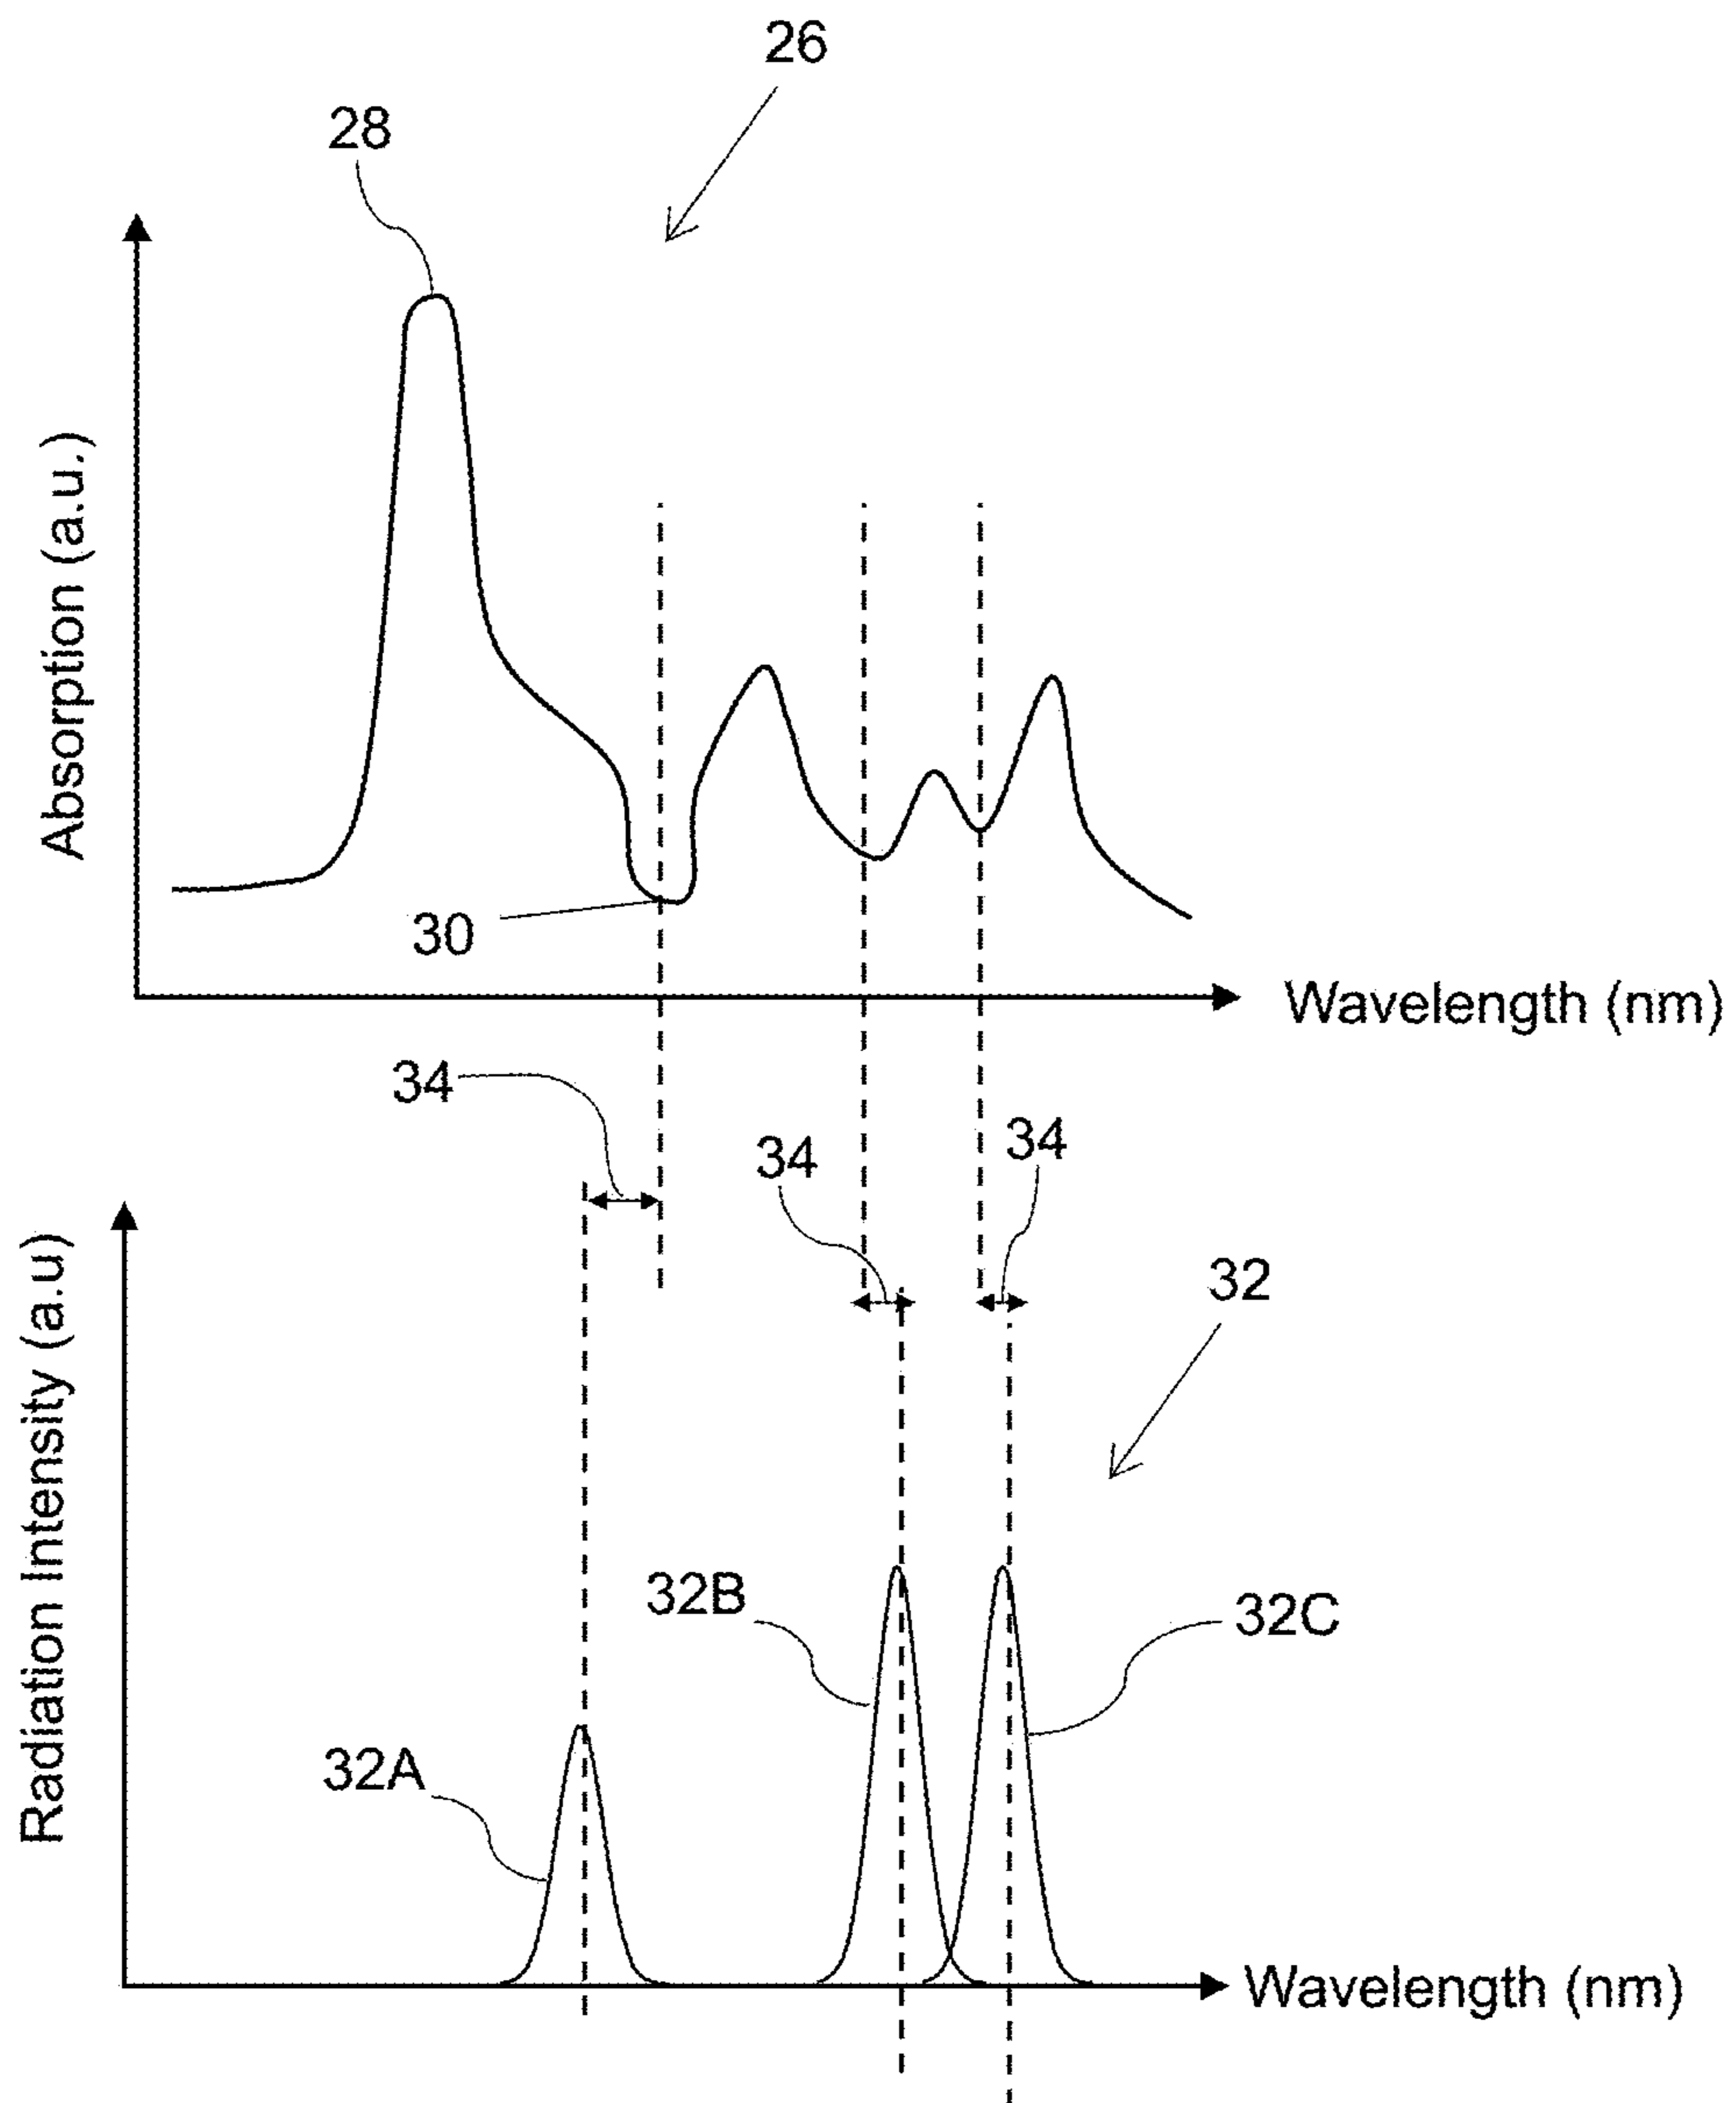 26
28
Absorption (a.u.)
30
Wavelength (nm)
34
34
34
32
Radiation Intensity (a.u)
32B
32C
32A
Wavelength (nm)